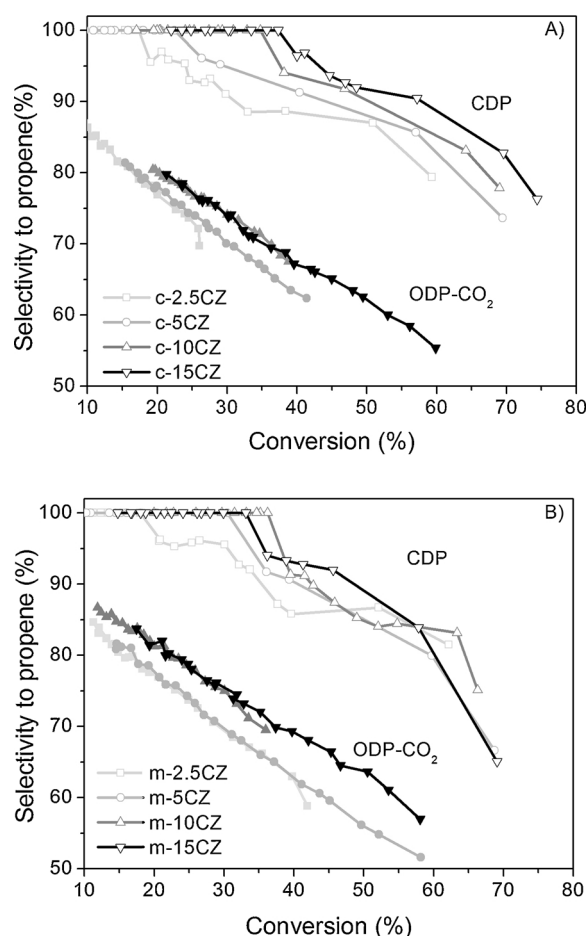 A)
100
90
80
70
60
50
Selectivity to propene(%)
CDP
ODP-CO₂
c-2.5CZ
c-5CZ
c-10CZ
c-15CZ
10 20 30 40 50 60 70 80
Conversion (%)
B)
100
90
80
70
60
50
Selectivity to propene (%)
CDP
ODP-CO₂
m-2.5CZ
m-5CZ
m-10CZ
m-15CZ
10 20 30 40 50 60 70 80
Conversion (%)